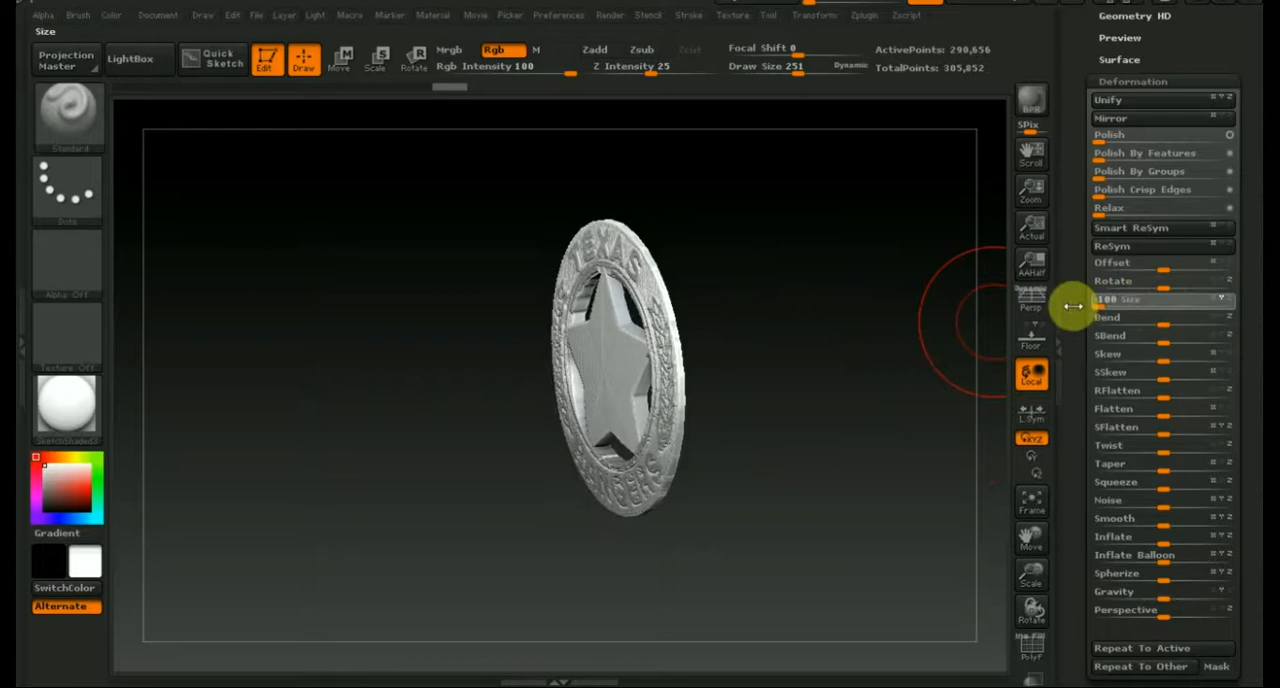 Alpha Brush Color Document Draw Edit File Layer Light Macro Marker Material Movie Picker Preferences Render Stencil Stroke Texture Tool Transform Zplugin Zscript
Size
Projection Master
LightBox
Quick Sketch
Edit
Draw
Move
Scale
Rotate
Mrgb Rgb M
Rgb Intensity 100
Zadd Zsub Zcut
Z Intensity 25
Focal Shift 0
Draw Size 251 Dynamic
ActivePoints: 290,656
TotalPoints: 305,852
Standard
Dots
Alpha Off
Texture Off
Gradient
SwitchColor
Alternate
TEXAS
RANGERS
BPR
SPix
Scroll
Zoom
Actual
AAHalf
Dynamic
Persp
Floor
Local
L.Sym
XYZ
Frame
Move
Scale
Rotate
PolyF
Geometry HD
Preview
Surface
Deformation
Unify X Y Z
Mirror
Polish
Polish By Features
Polish By Groups
Polish Crisp Edges
Relax
Smart ReSym
ReSym
Offset
Rotate Z
-100 Size Y
Bend Z
SBend
Skew
SSkew
RFlatten
Flatten
SFlatten
Twist
Taper
Squeeze
Noise
Smooth
Inflate
Inflate Balloon
Spherize
Gravity
Perspective
Repeat To Active
Repeat To Other Mask